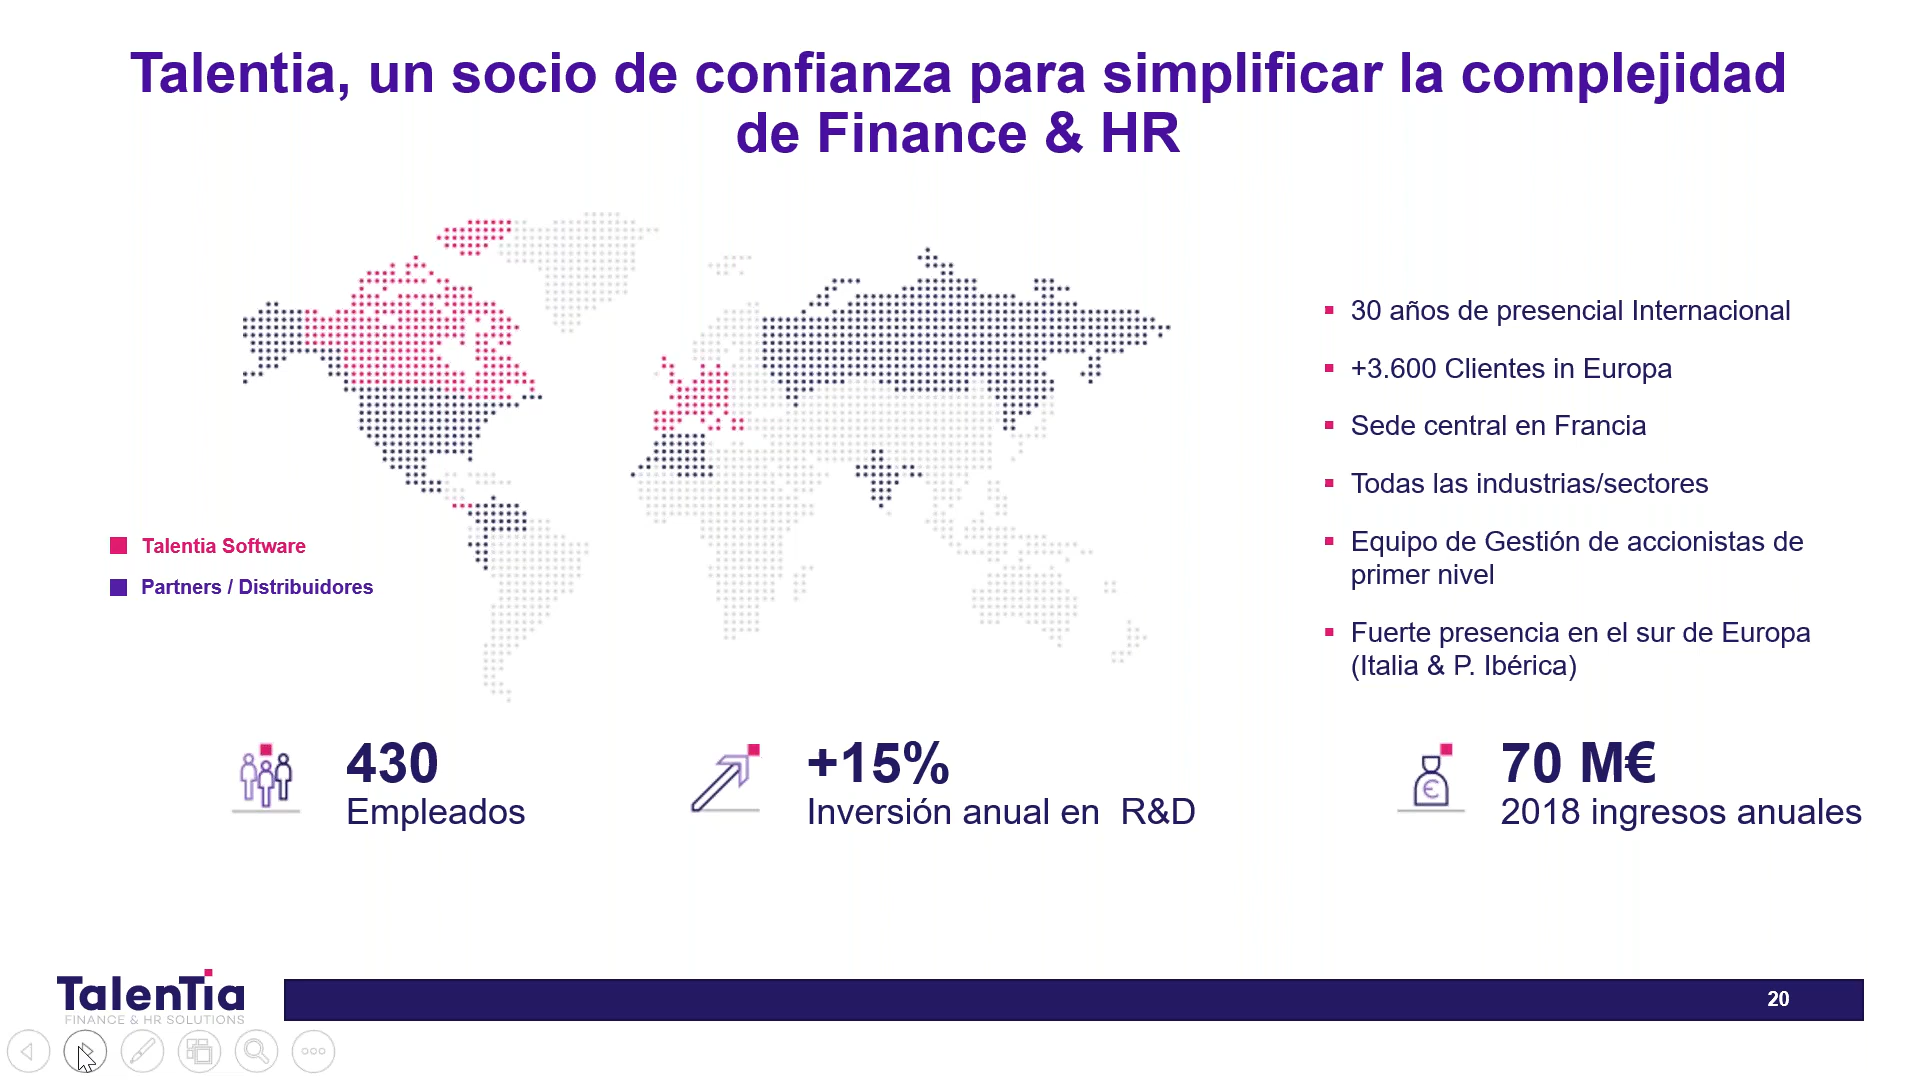 Talentia, un socio de confianza para simplificar la complejidad
de Finance & HR
30 años de presencial Internacional
+3.600 Clientes in Europa
Sede central en Francia
Todas las industrias/sectores
Equipo de Gestión de accionistas de
primer nivel
Fuerte presencia en el sur de Europa
(Italia & P. Ibérica)
Talentia Software
Partners / Distribuidores
430
Empleados
+15%
Inversión anual en R&D
70 M€
2018 ingresos anuales
TalenTia
FINANCE & HR SOLUTIONS
20